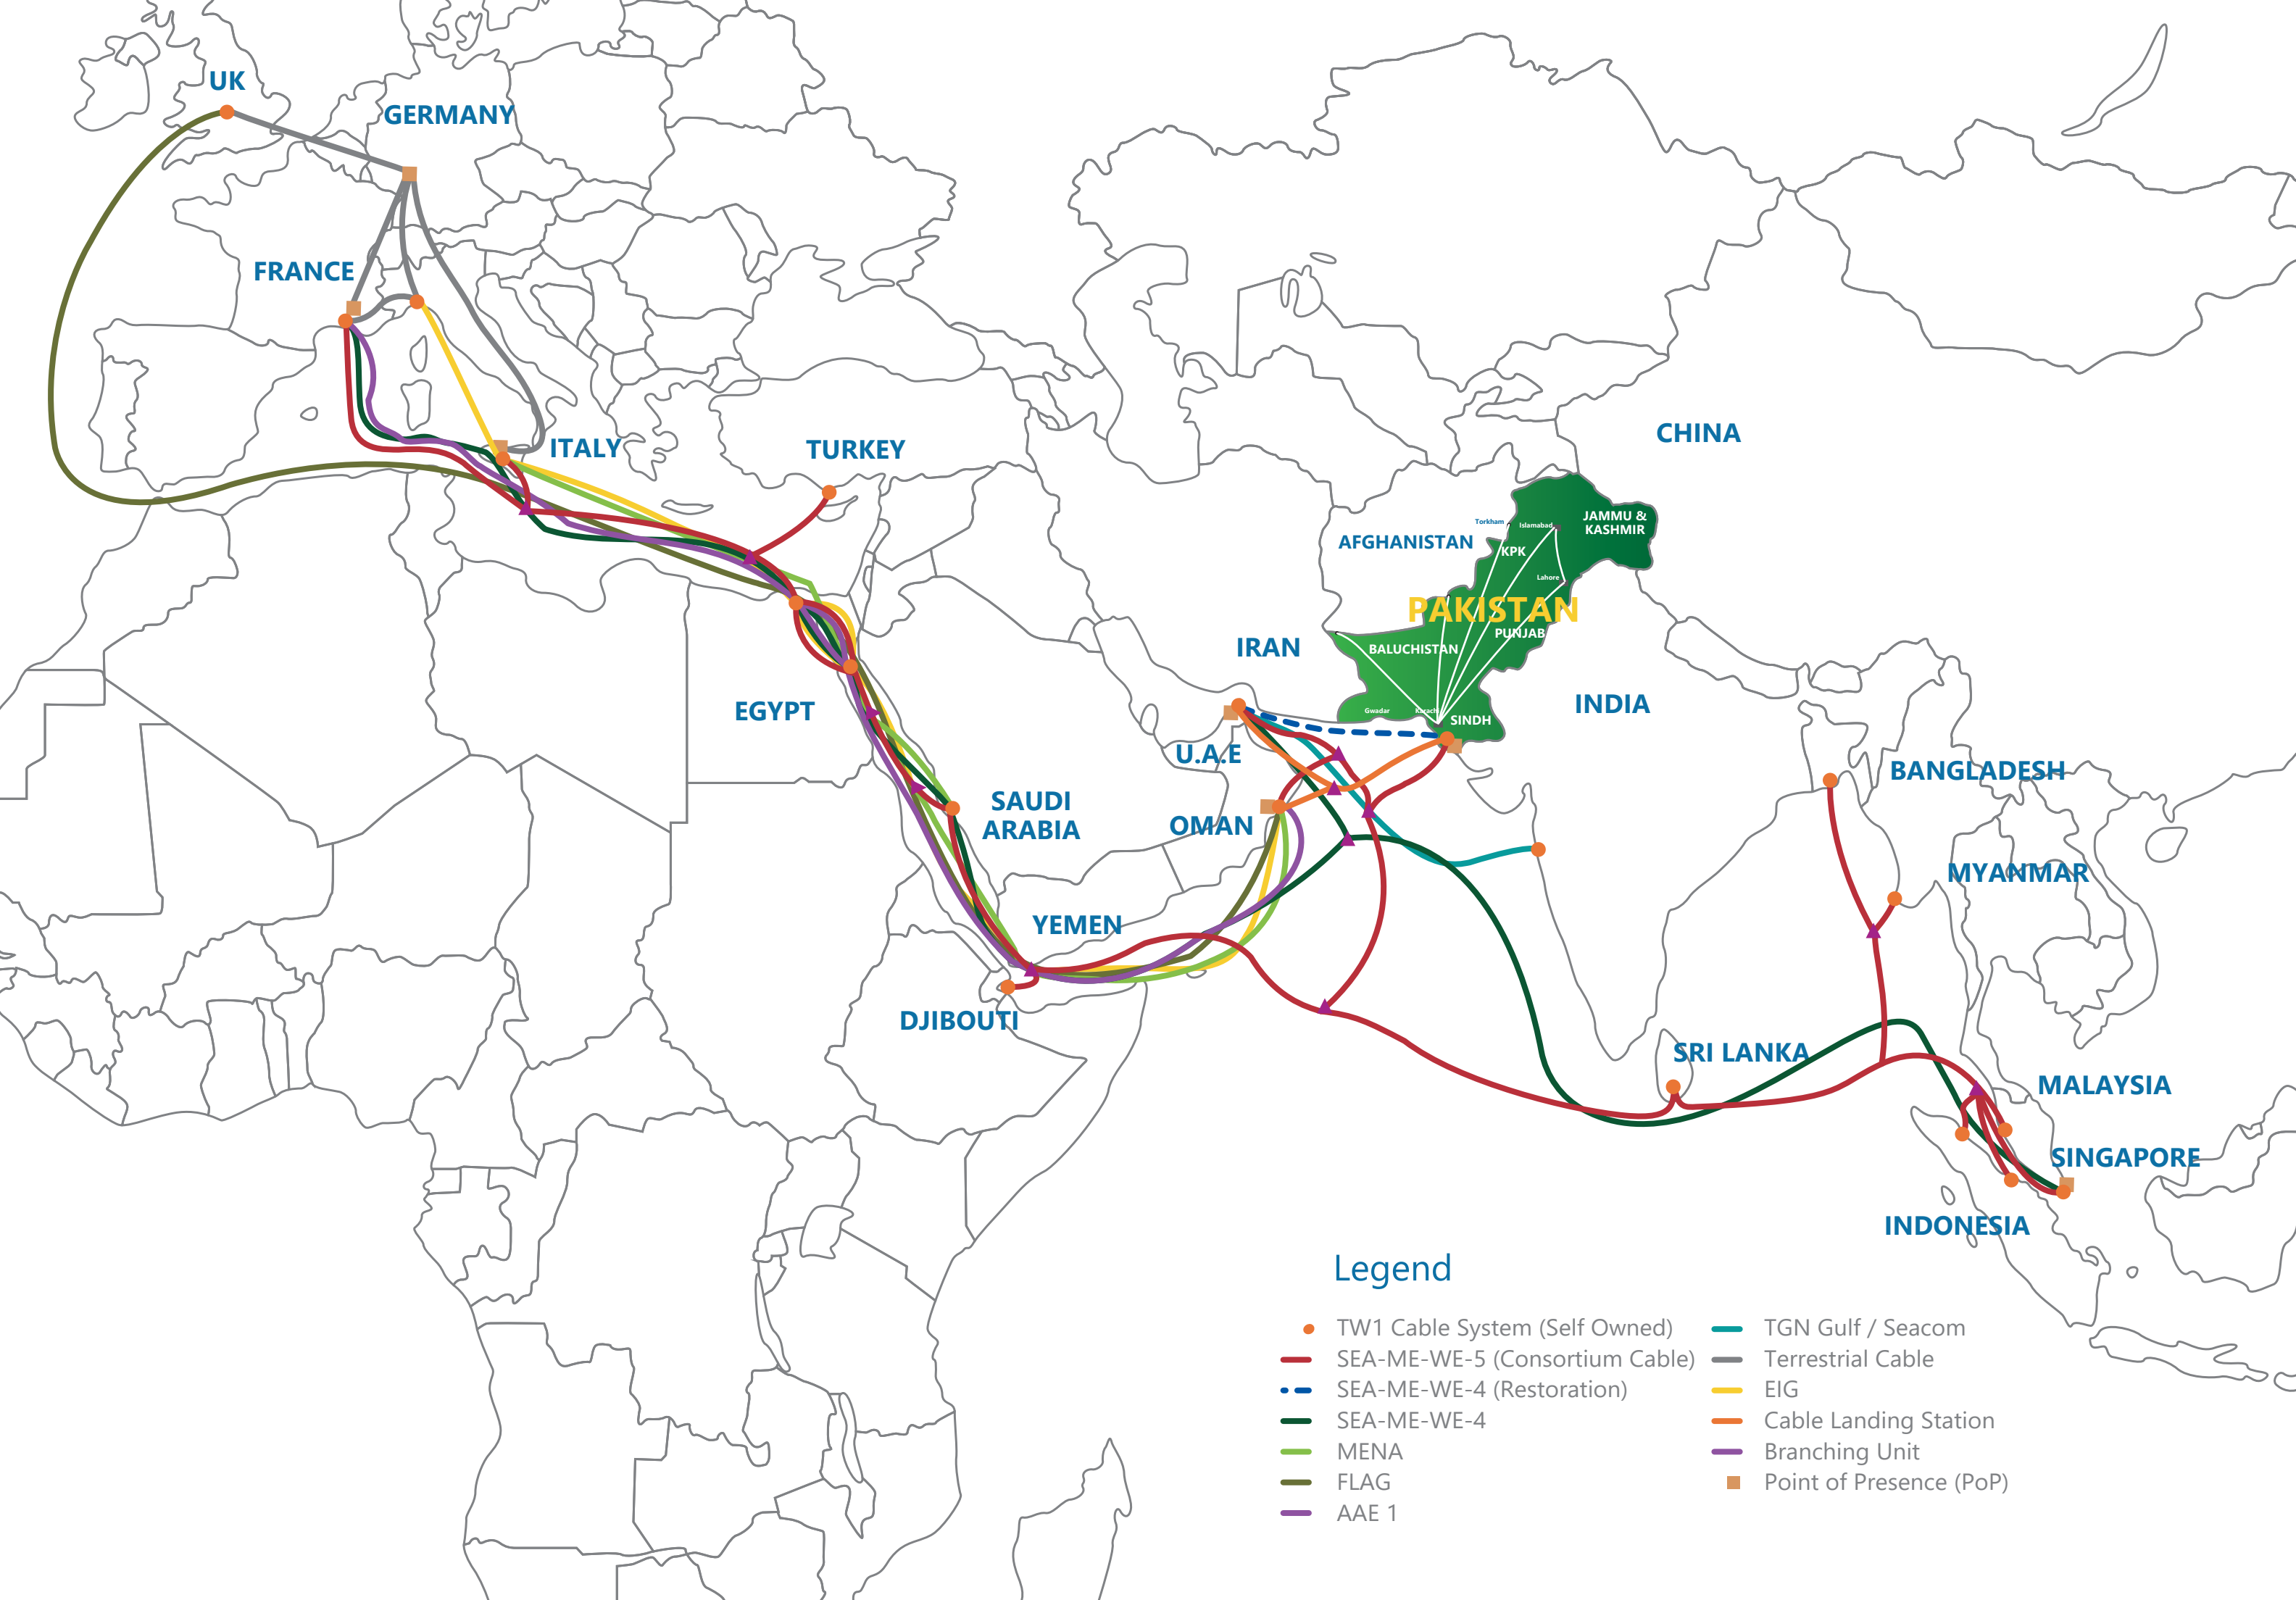 UK
GERMANY
FRANCE
ITALY
TURKEY
CHINA
JAMMU &
KASHMIR
Torkham
Islamabad
AFGHANISTAN
KPK
Lahore
PAKISTAN
PUNJAB
IRAN
BALUCHISTAN
EGYPT
INDIA
Gwadar
Karachi
SINDH
U.A.E
BANGLADESH
SAUDI
ARABIA
OMAN
MYANMAR
YEMEN
DJIBOUTI
SRI LANKA
MALAYSIA
SINGAPORE
INDONESIA
Legend
TW1 Cable System (Self Owned)
SEA-ME-WE-5 (Consortium Cable)
SEA-ME-WE-4 (Restoration)
SEA-ME-WE-4
MENA
FLAG
AAE 1
TGN Gulf / Seacom
Terrestrial Cable
EIG
Cable Landing Station
Branching Unit
Point of Presence (PoP)